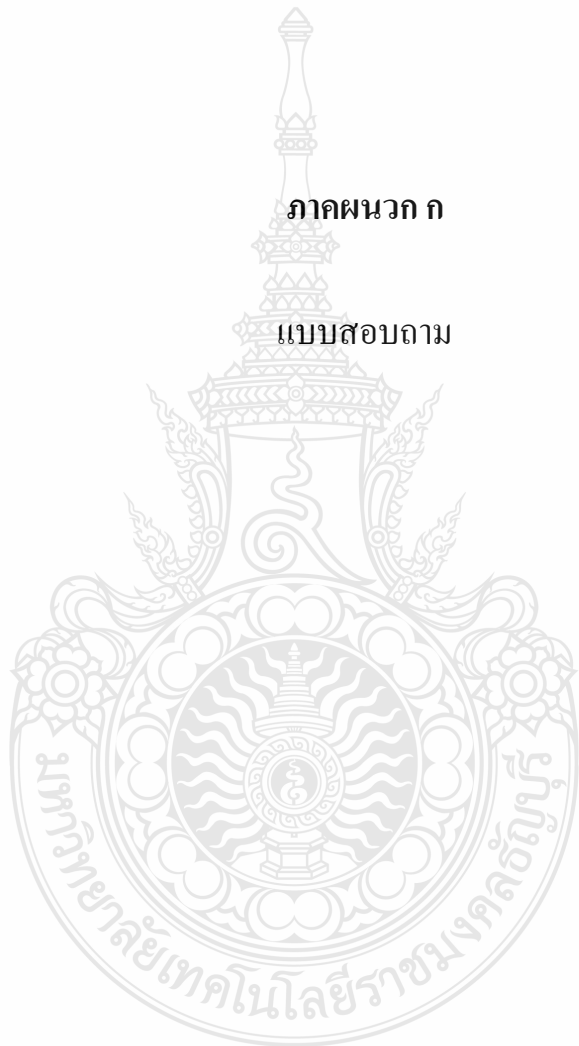 ภาคผนวก ก
แบบสอบถาม
มหาวิทยาลัยเทคโนโลยีราชมงคลธัญบุรี